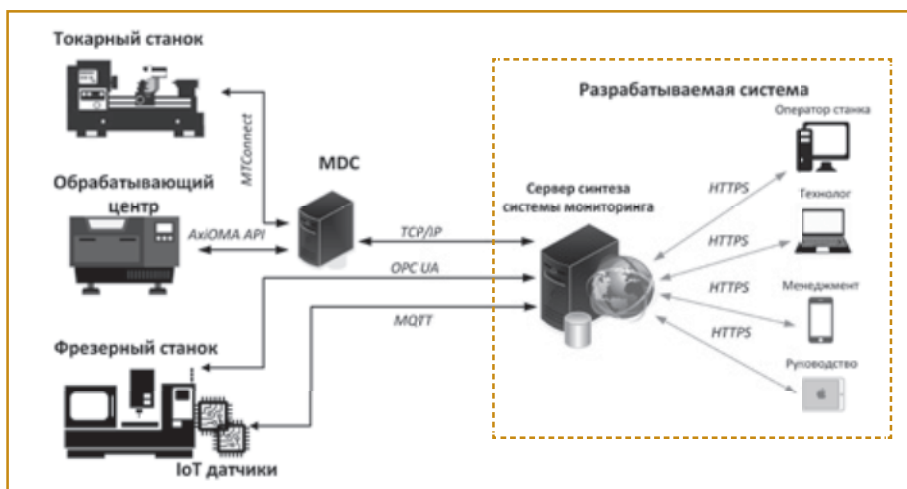 Токарный станок
MTConnect
Обрабатывающий
центр
AxiOMA API
MDC
TCP/IP
OPC UA
MQTT
Фрезерный станок
IoT датчики
Разрабатываемая система
Сервер синтеза
системы мониторинга
Оператор станка
HTTPS
Технолог
HTTPS
Менеджмент
HTTPS
Руководство
HTTPS